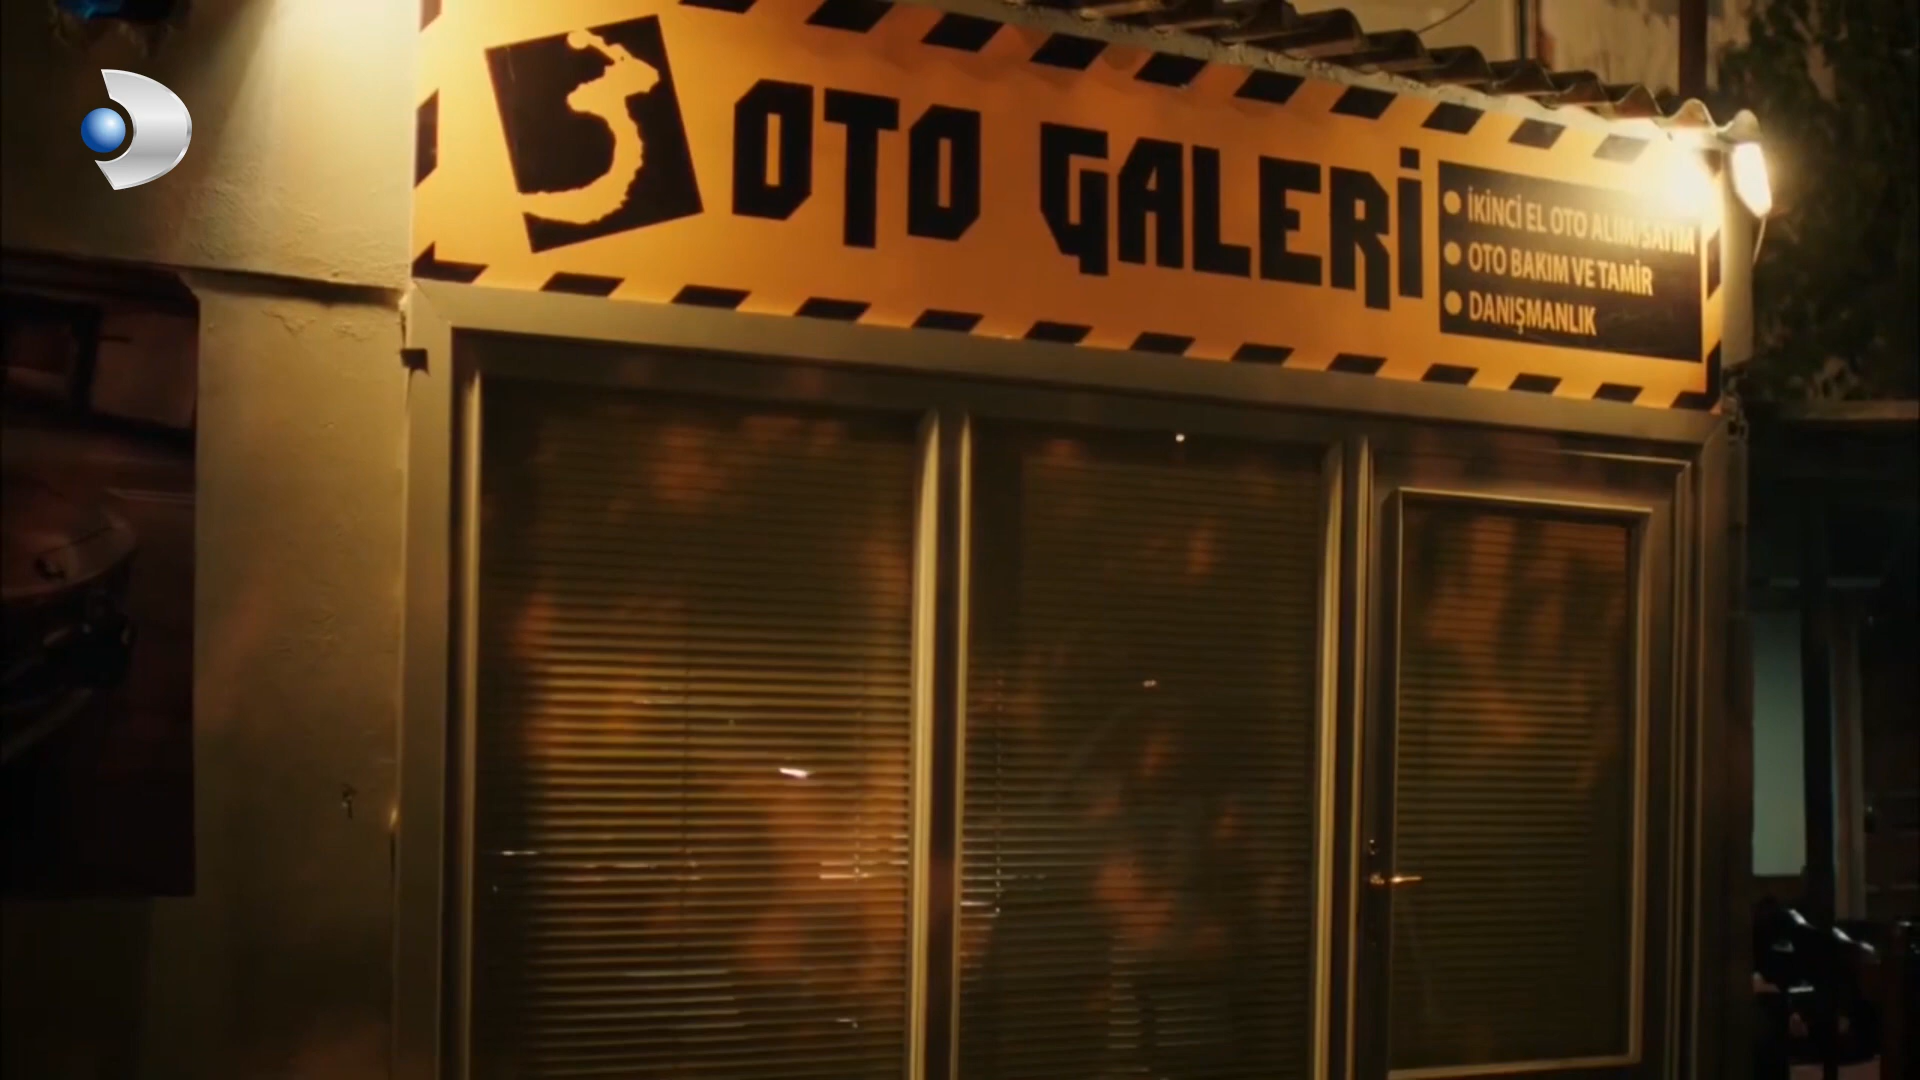 3 OTO GALERİ
• İKİNCİ EL OTO ALIM/SATIM
• OTO BAKIM VE TAMİR
• DANIŞMANLIK